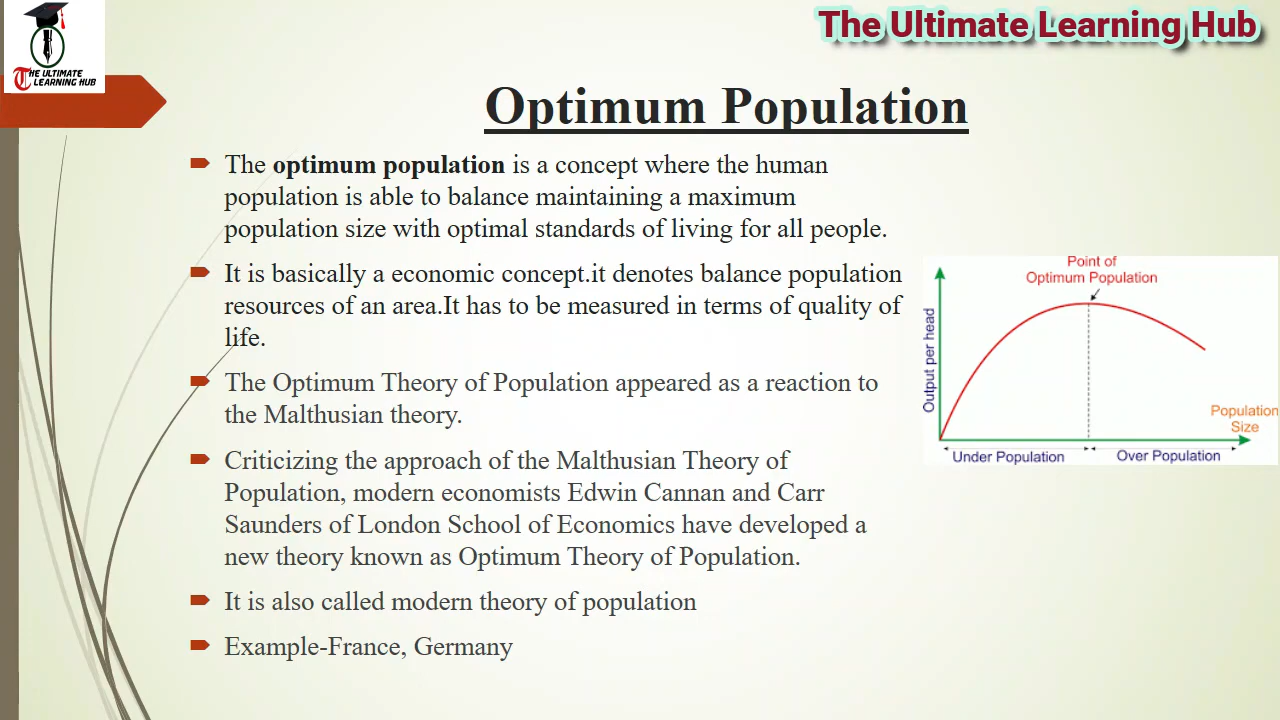 The Ultimate Learning Hub
THE ULTIMATE
LEARNING HUB
Optimum Population
The optimum population is a concept where the human
population is able to balance maintaining a maximum
population size with optimal standards of living for all people.
It is basically a economic concept.it denotes balance population
resources of an area.It has to be measured in terms of quality of
life.
The Optimum Theory of Population appeared as a reaction to
the Malthusian theory.
Criticizing the approach of the Malthusian Theory of
Population, modern economists Edwin Cannan and Carr
Saunders of London School of Economics have developed a
new theory known as Optimum Theory of Population.
It is also called modern theory of population
Example-France, Germany
Point of
Optimum Population
Output per head
Population
Size
Under Population
Over Population